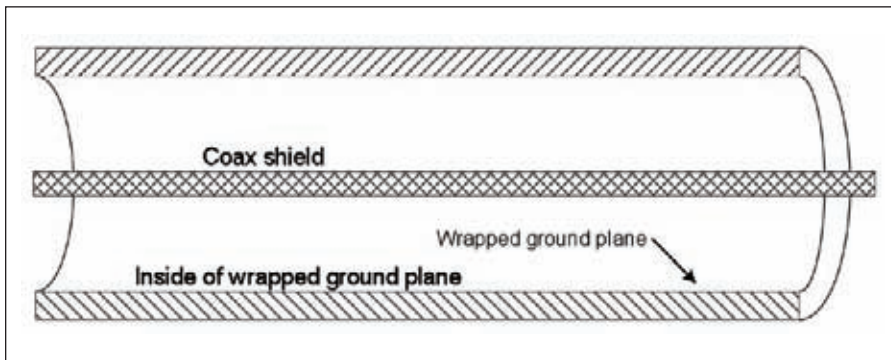 Coax shield
Wrapped ground plane
Inside of wrapped ground plane